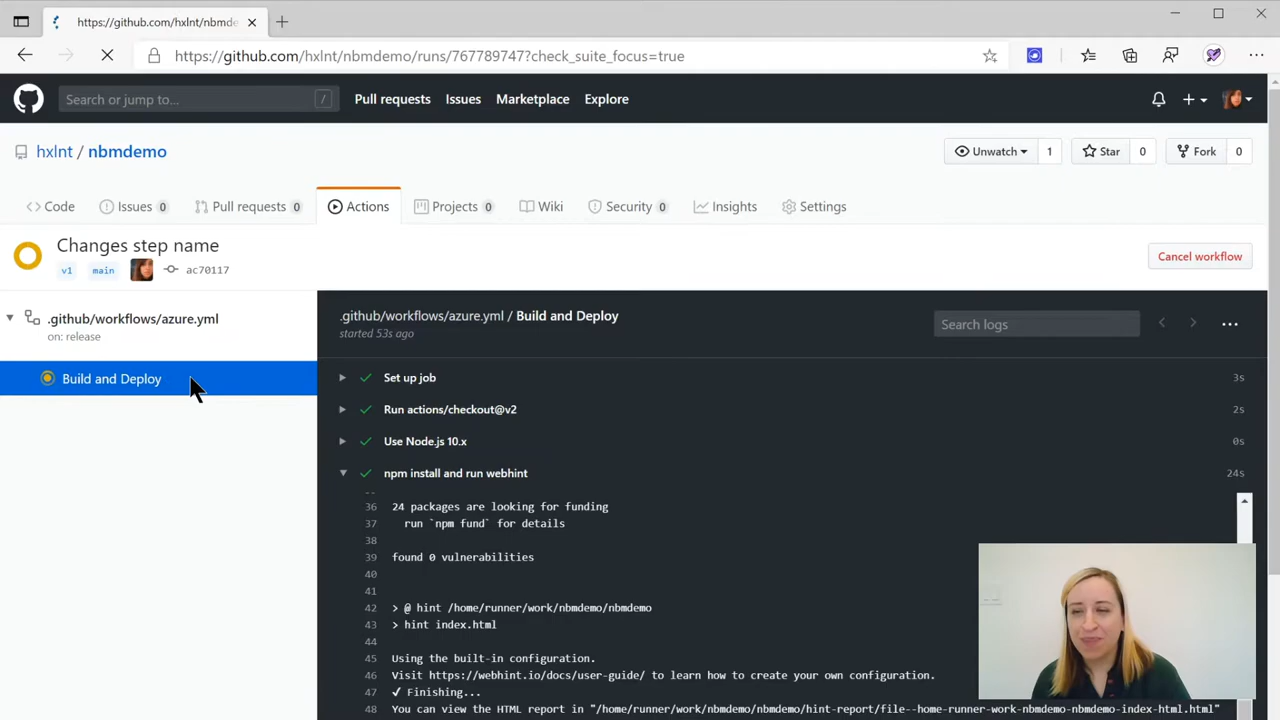 https://github.com/hxlnt/nbmde
https://github.com/hxlnt/nbmdemo/runs/767789747?check_suite_focus=true
Search or jump to... /
Pull requests Issues Marketplace Explore
hxlnt / nbmdemo
Unwatch 1 Star 0 Fork 0
Code Issues 0 Pull requests 0 Actions Projects 0 Wiki Security 0 Insights Settings
Changes step name
v1 main ac70117
Cancel workflow
.github/workflows/azure.yml
on: release
Build and Deploy
.github/workflows/azure.yml / Build and Deploy
started 53s ago
Search logs
Set up job 3s
Run actions/checkout@v2 2s
Use Node.js 10.x 0s
npm install and run webhint 24s
36 24 packages are looking for funding
37 run `npm fund` for details
38
39 found 0 vulnerabilities
40
41
42 > @ hint /home/runner/work/nbmdemo/nbmdemo
43 > hint index.html
44
45 Using the built-in configuration.
46 Visit https://webhint.io/docs/user-guide/ to learn how to create your own configuration.
47 ✓ Finishing...
48 You can view the HTML report in "/home/runner/work/nbmdemo/nbmdemo/hint-report/file--home-runner-work-nbmdemo-nbmdemo-index-html.html"